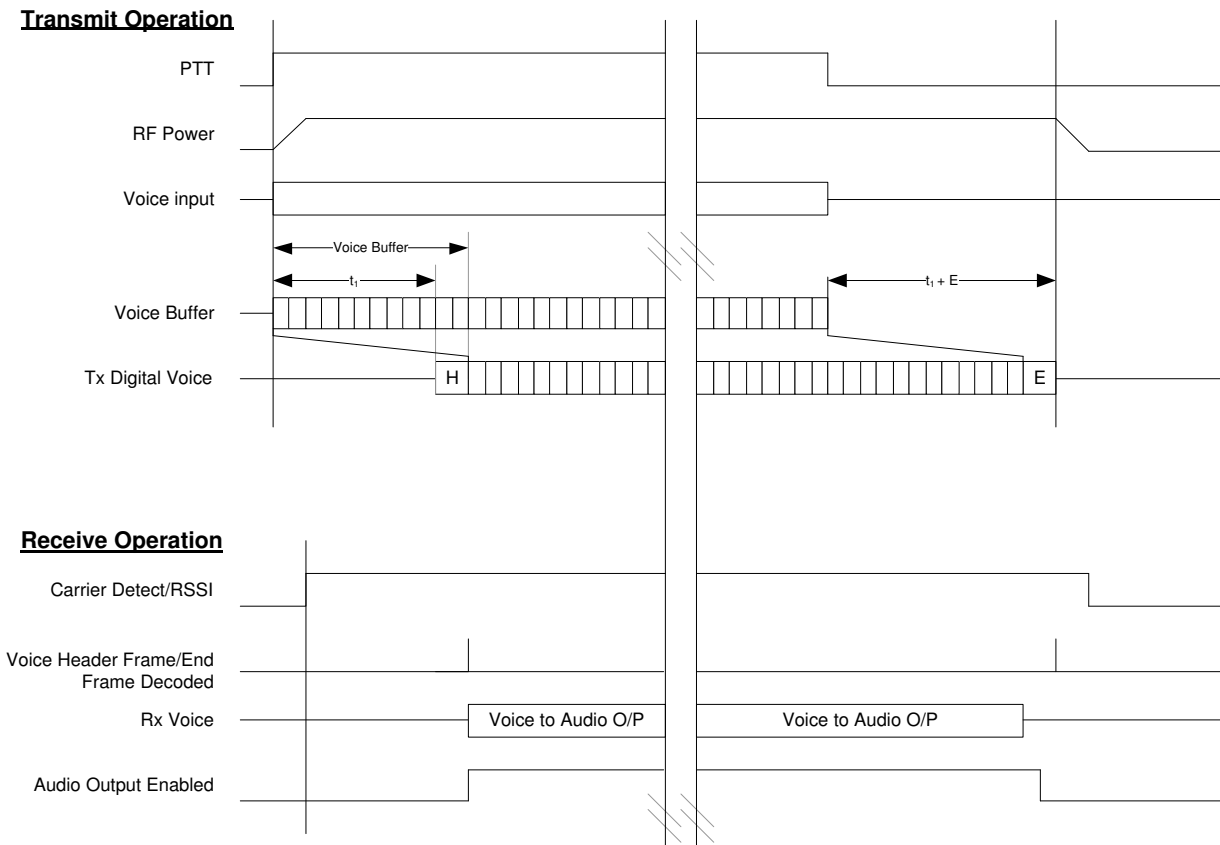 Transmit Operation
PTT
RF Power
Voice input
Voice Buffer
t₁
t₁ + E
Voice Buffer
Tx Digital Voice
H
E
Receive Operation
Carrier Detect/RSSI
Voice Header Frame/End
Frame Decoded
Rx Voice
Voice to Audio O/P
Voice to Audio O/P
Audio Output Enabled